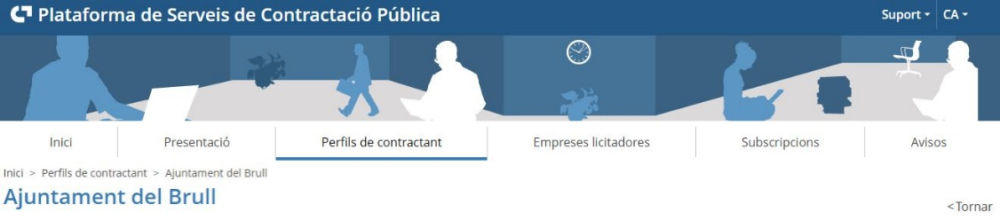 Plataforma de Serveis de Contractació Pública
Suport CA
Inici Presentació Perfils de contractant Empreses licitadores Subscripcions Avisos
Inici > Perfils de contractant > Ajuntament del Brull
Ajuntament del Brull
<Tornar